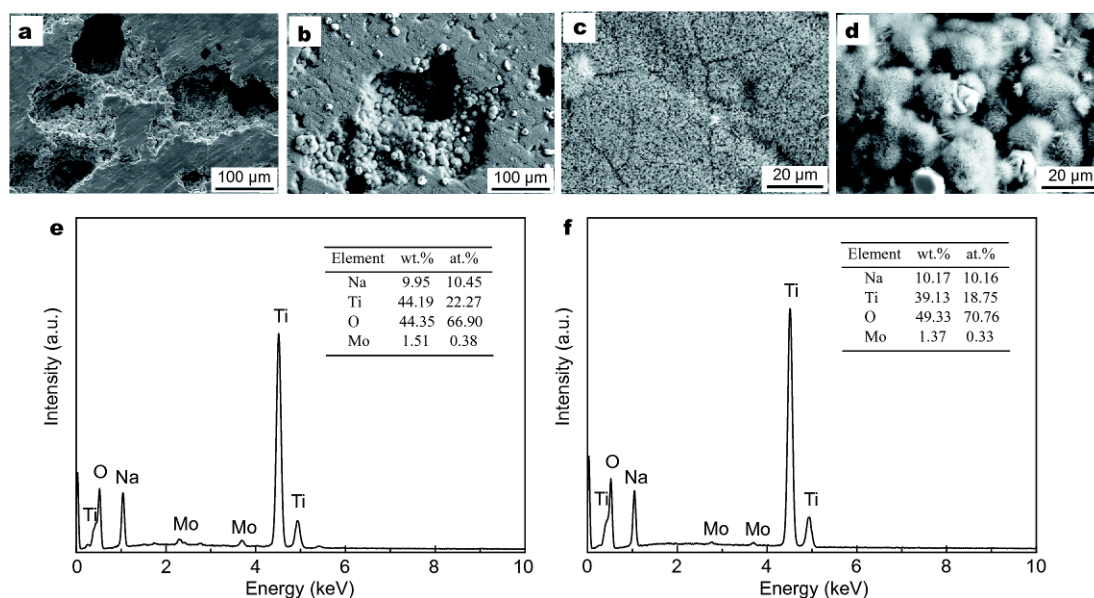 a
b
c
d
100 µm
100 µm
20 µm
20 µm
e
Element wt.% at.%
Na 9.95 10.45
Ti 44.19 22.27
O 44.35 66.90
Mo 1.51 0.38
Ti
O
Na
Ti
Mo
Mo
Ti
Intensity (a.u.)
0 2 4 6 8 10
Energy (keV)
f
Element wt.% at.%
Na 10.17 10.16
Ti 39.13 18.75
O 49.33 70.76
Mo 1.37 0.33
Ti
O
Na
Ti
Mo
Mo
Ti
Intensity (a.u.)
0 2 4 6 8 10
Energy (keV)